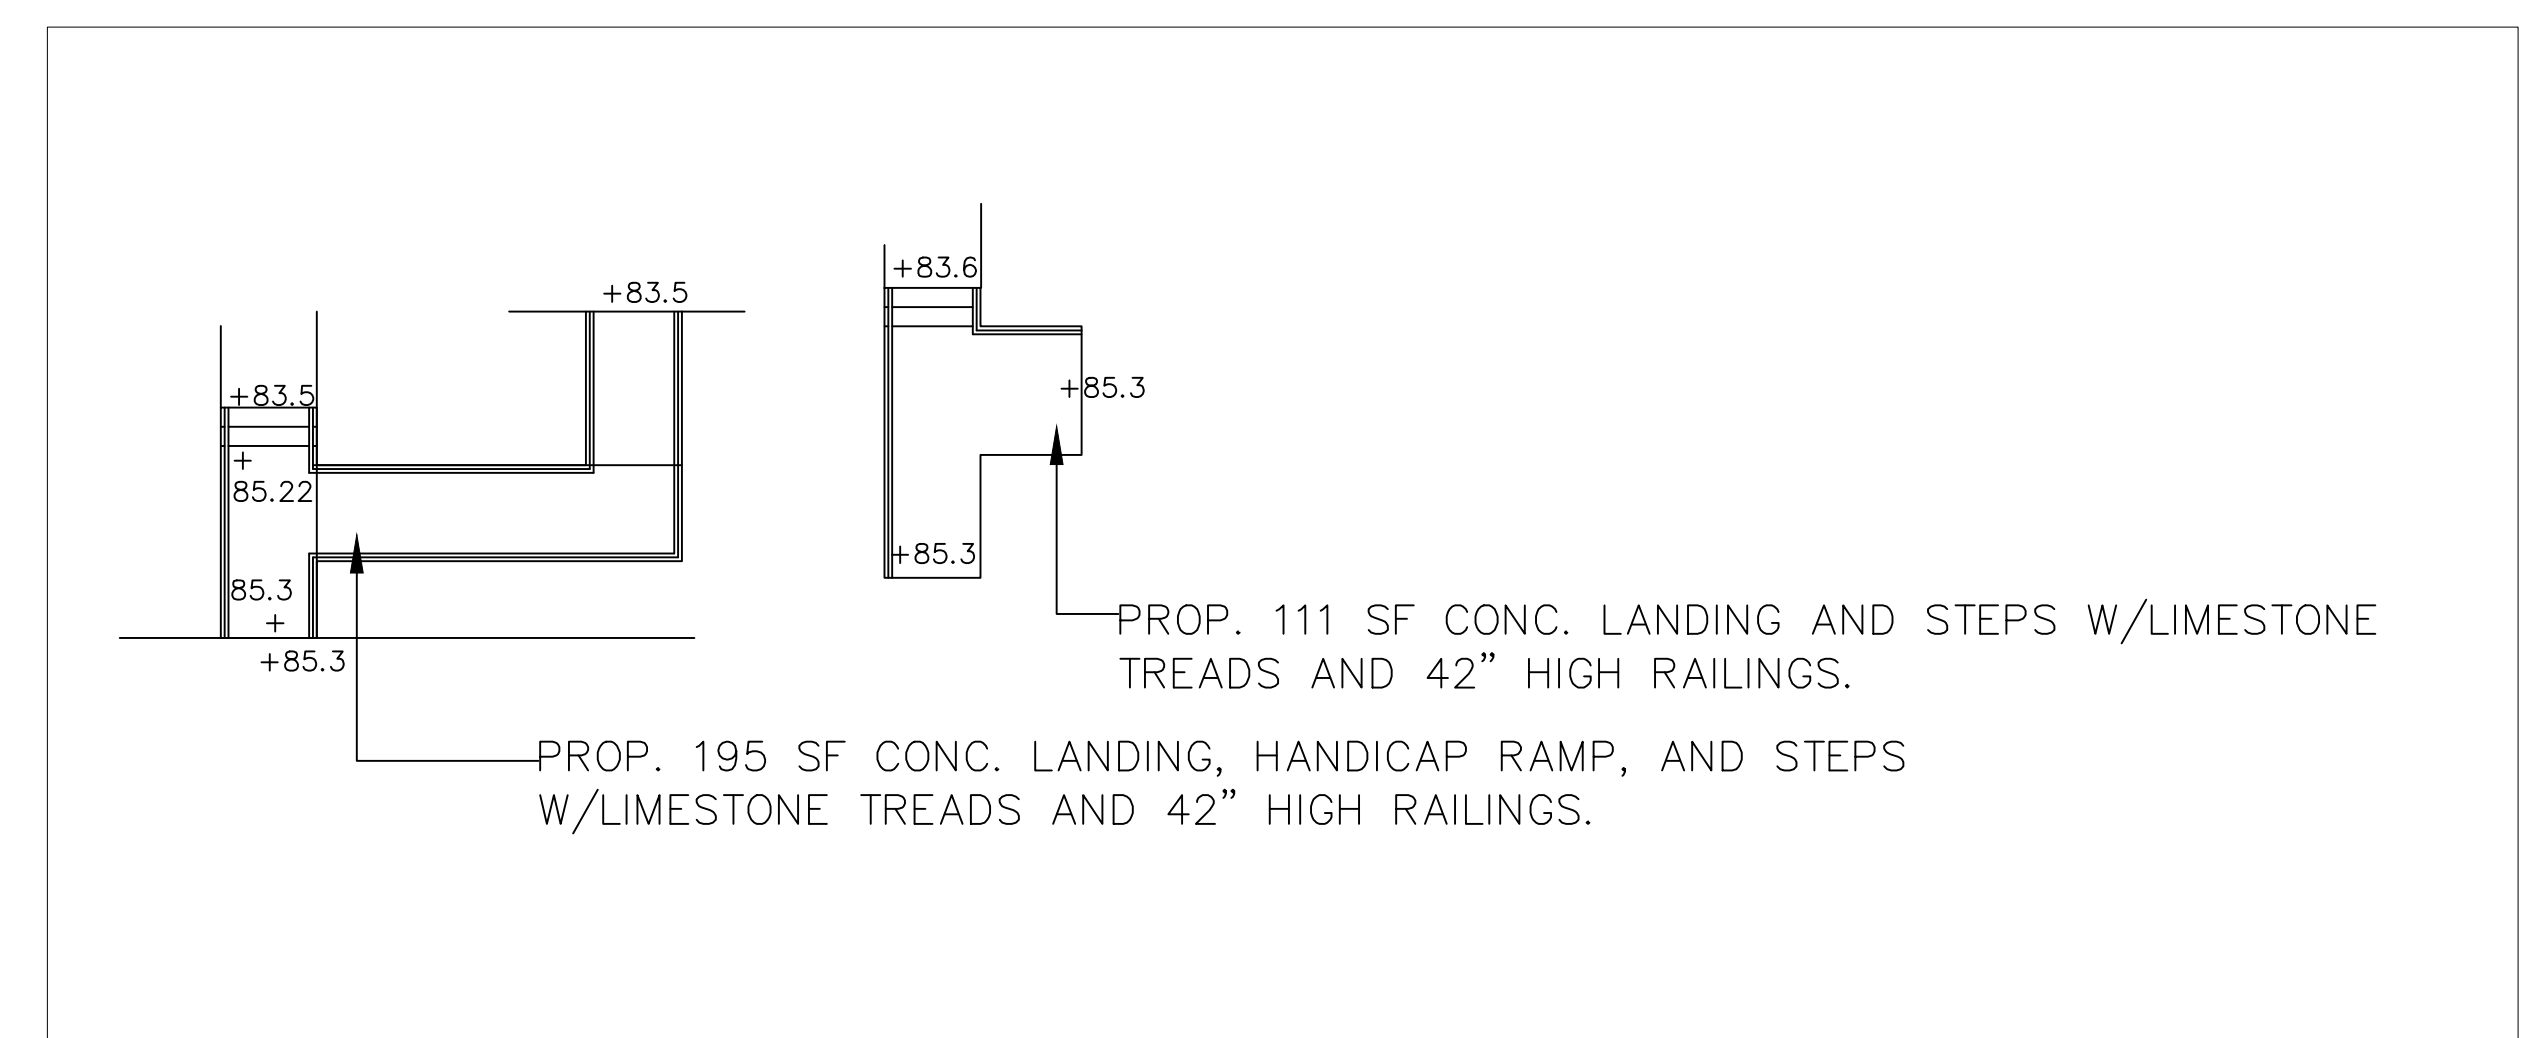 +83.6
+83.5
+83.5
+85.3
+
85.22
+85.3
85.3
+
+85.3
PROP. 111 SF CONC. LANDING AND STEPS W/LIMESTONE
TREADS AND 42” HIGH RAILINGS.
PROP. 195 SF CONC. LANDING, HANDICAP RAMP, AND STEPS
W/LIMESTONE TREADS AND 42” HIGH RAILINGS.